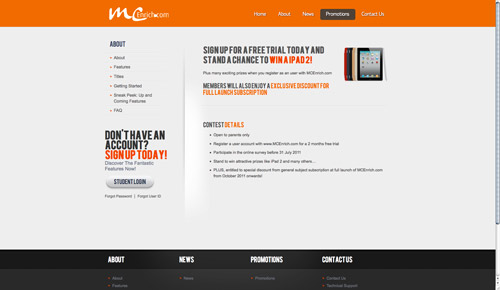 MCEnrich.com
Home About News Promotions Contact Us
ABOUT
About
Features
Titles
Getting Started
Sneak Peek: Up and
Coming Features
FAQ
DON'T HAVE AN
ACCOUNT?
SIGN UP TODAY!
Discover The Fantastic
Features Now!
STUDENT LOGIN
Forgot Password | Forgot User ID
SIGN UP FOR A FREE TRIAL TODAY AND
STAND A CHANCE TO WIN A IPAD 2!
Plus many exciting prizes when you register as an user with MCEnrich.com
MEMBERS WILL ALSO ENJOY A EXCLUSIVE DISCOUNT FOR
FULL LAUNCH SUBSCRIPTION
CONTEST DETAILS
Open to parents only
Register a user account with www.MCEnrich.com for a 2 months free trial
Participate in the online survey before 31 July 2011
Stand to win attractive prizes like iPad 2 and many others...
PLUS, entitled to special discount from general subject subscription at full launch of MCEnrich.com
from October 2011 onwards!
ABOUT
About
Features
NEWS
News
PROMOTIONS
Promotions
CONTACT US
Contact Us
Technical Support